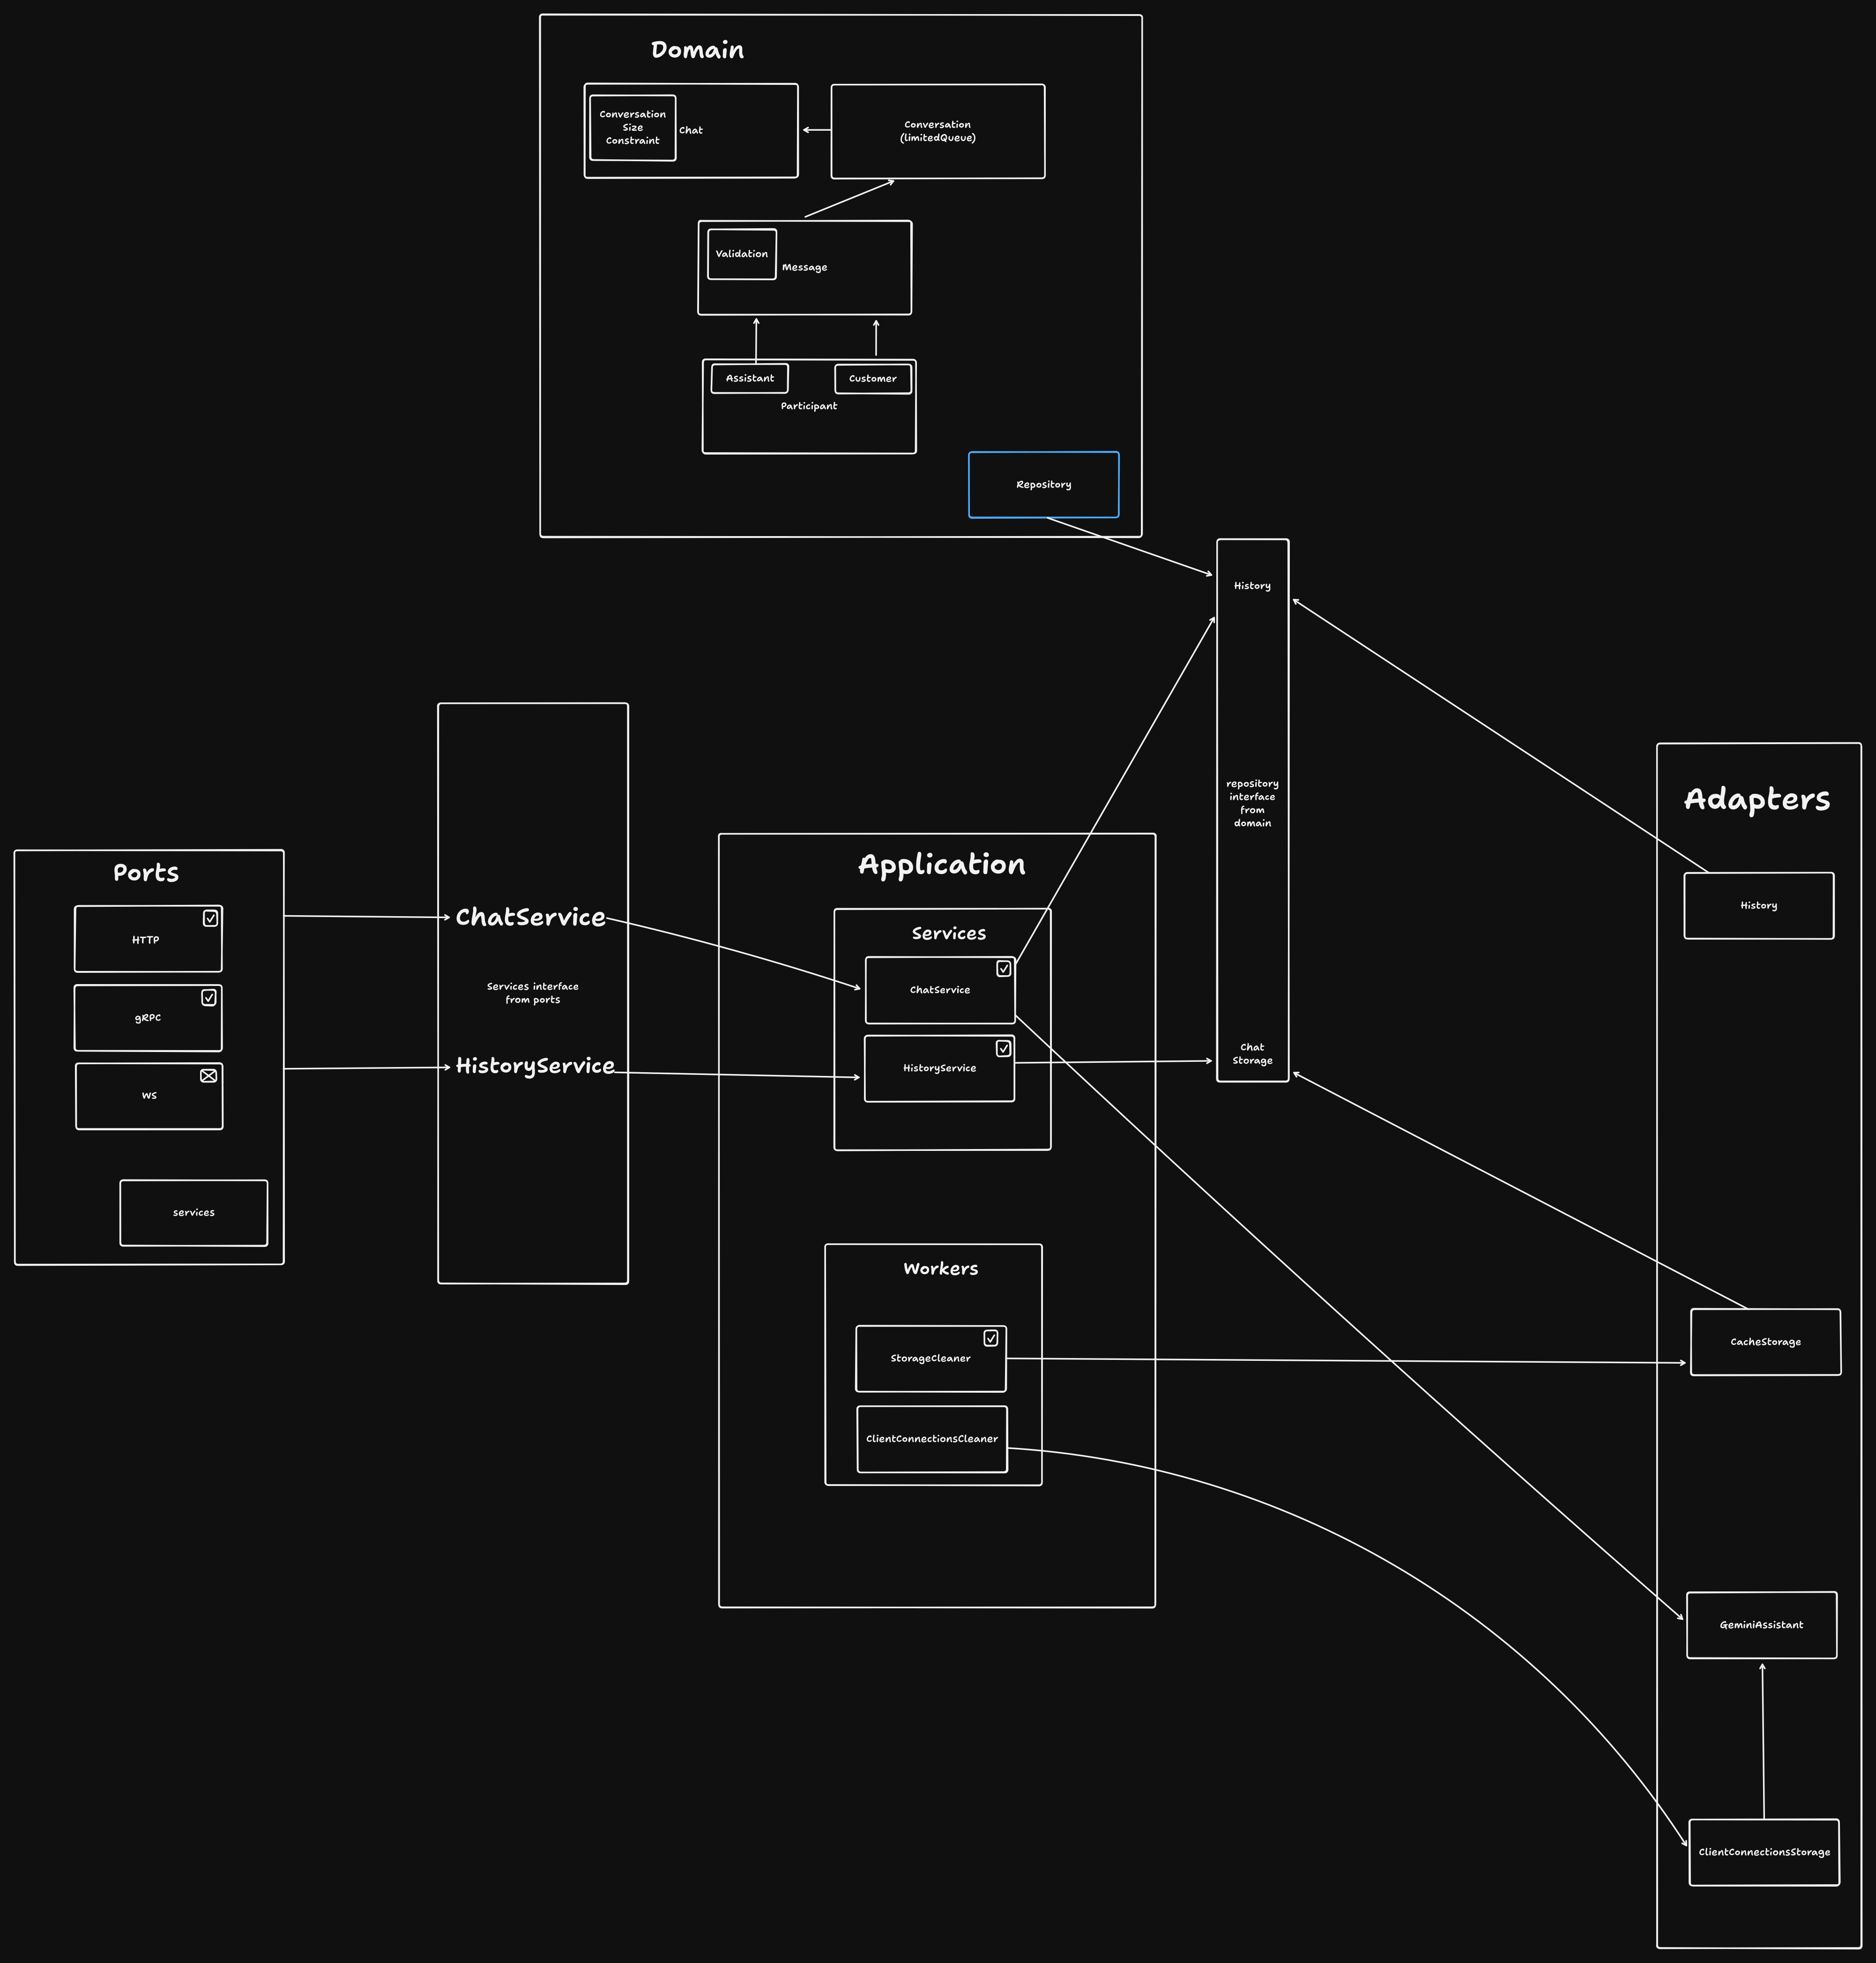 Domain
Conversation
Size
Constraint
Chat
Conversation
(limitedQueue)
Validation
Message
Assistant
Customer
Participant
Repository
History
repository
interface
from
domain
Chat
Storage
Ports
HTTP
gRPC
WS
services
ChatService
Services interface
from ports
HistoryService
Application
Services
ChatService
HistoryService
Workers
StorageCleaner
ClientConnectionsCleaner
Adapters
History
CacheStorage
GeminiAssistant
ClientConnectionsStorage